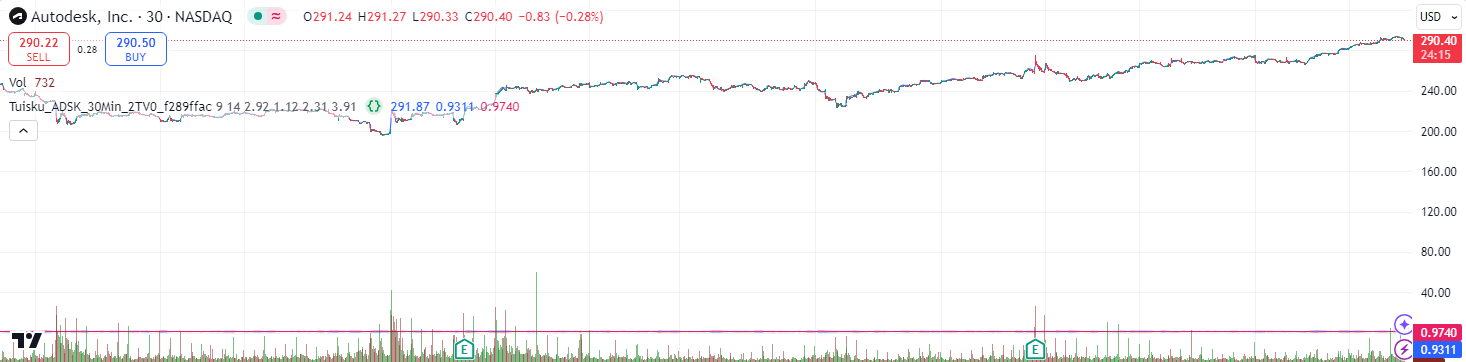 Autodesk, Inc. · 30 · NASDAQ O291.24 H291.27 L290.33 C290.40 −0.83 (−0.28%)
USD
290.22 SELL 0.28 290.50 BUY
290.40
24:15
Vol 732
Tuisku_ADSK_30Min_2TV0_f289ffac 9 14 2.92 1.12 2.31 3.91 {} 291.87 0.9311 0.9740
240.00
200.00
160.00
120.00
80.00
40.00
0.9740
0.9311
E
E